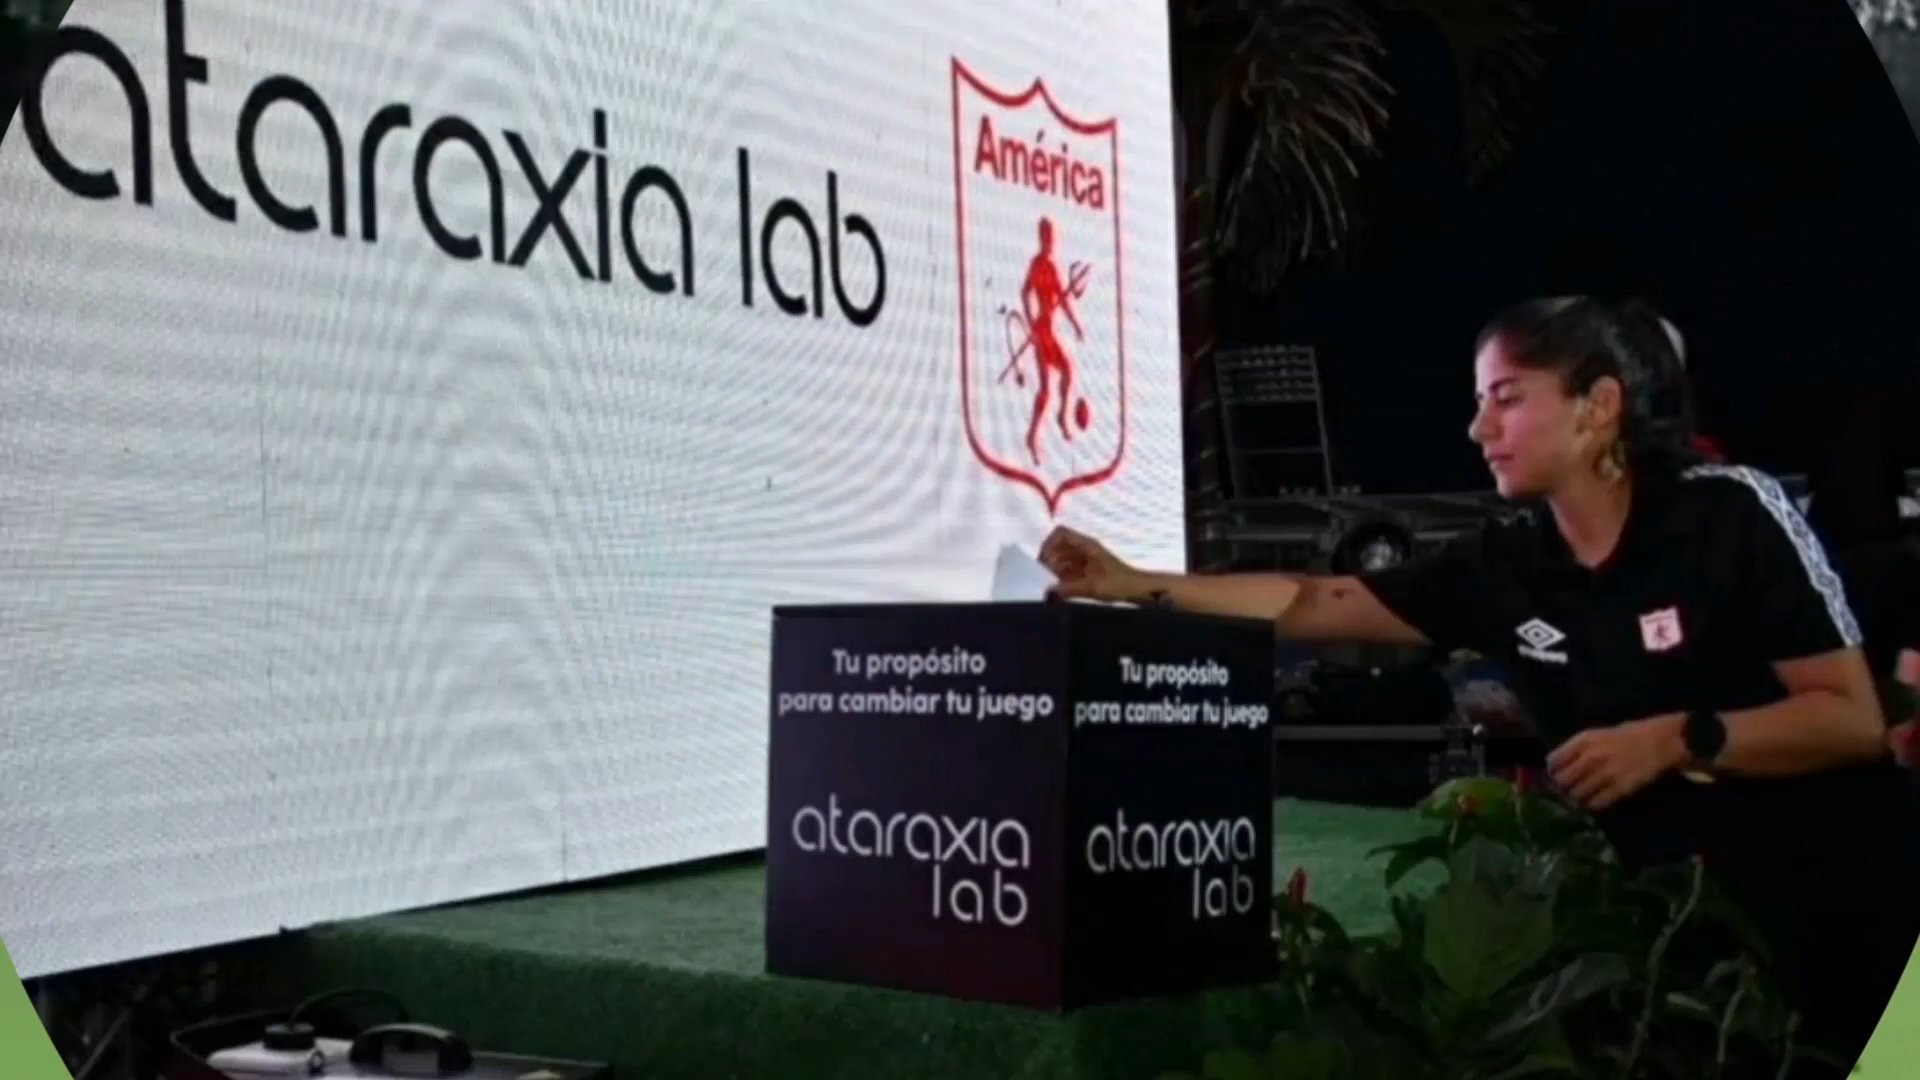 ataraxia lab
América
Tu propósito
para cambiar tu juego
ataraxia
lab
Tu propósito
para cambiar tu juego
ataraxia
lab